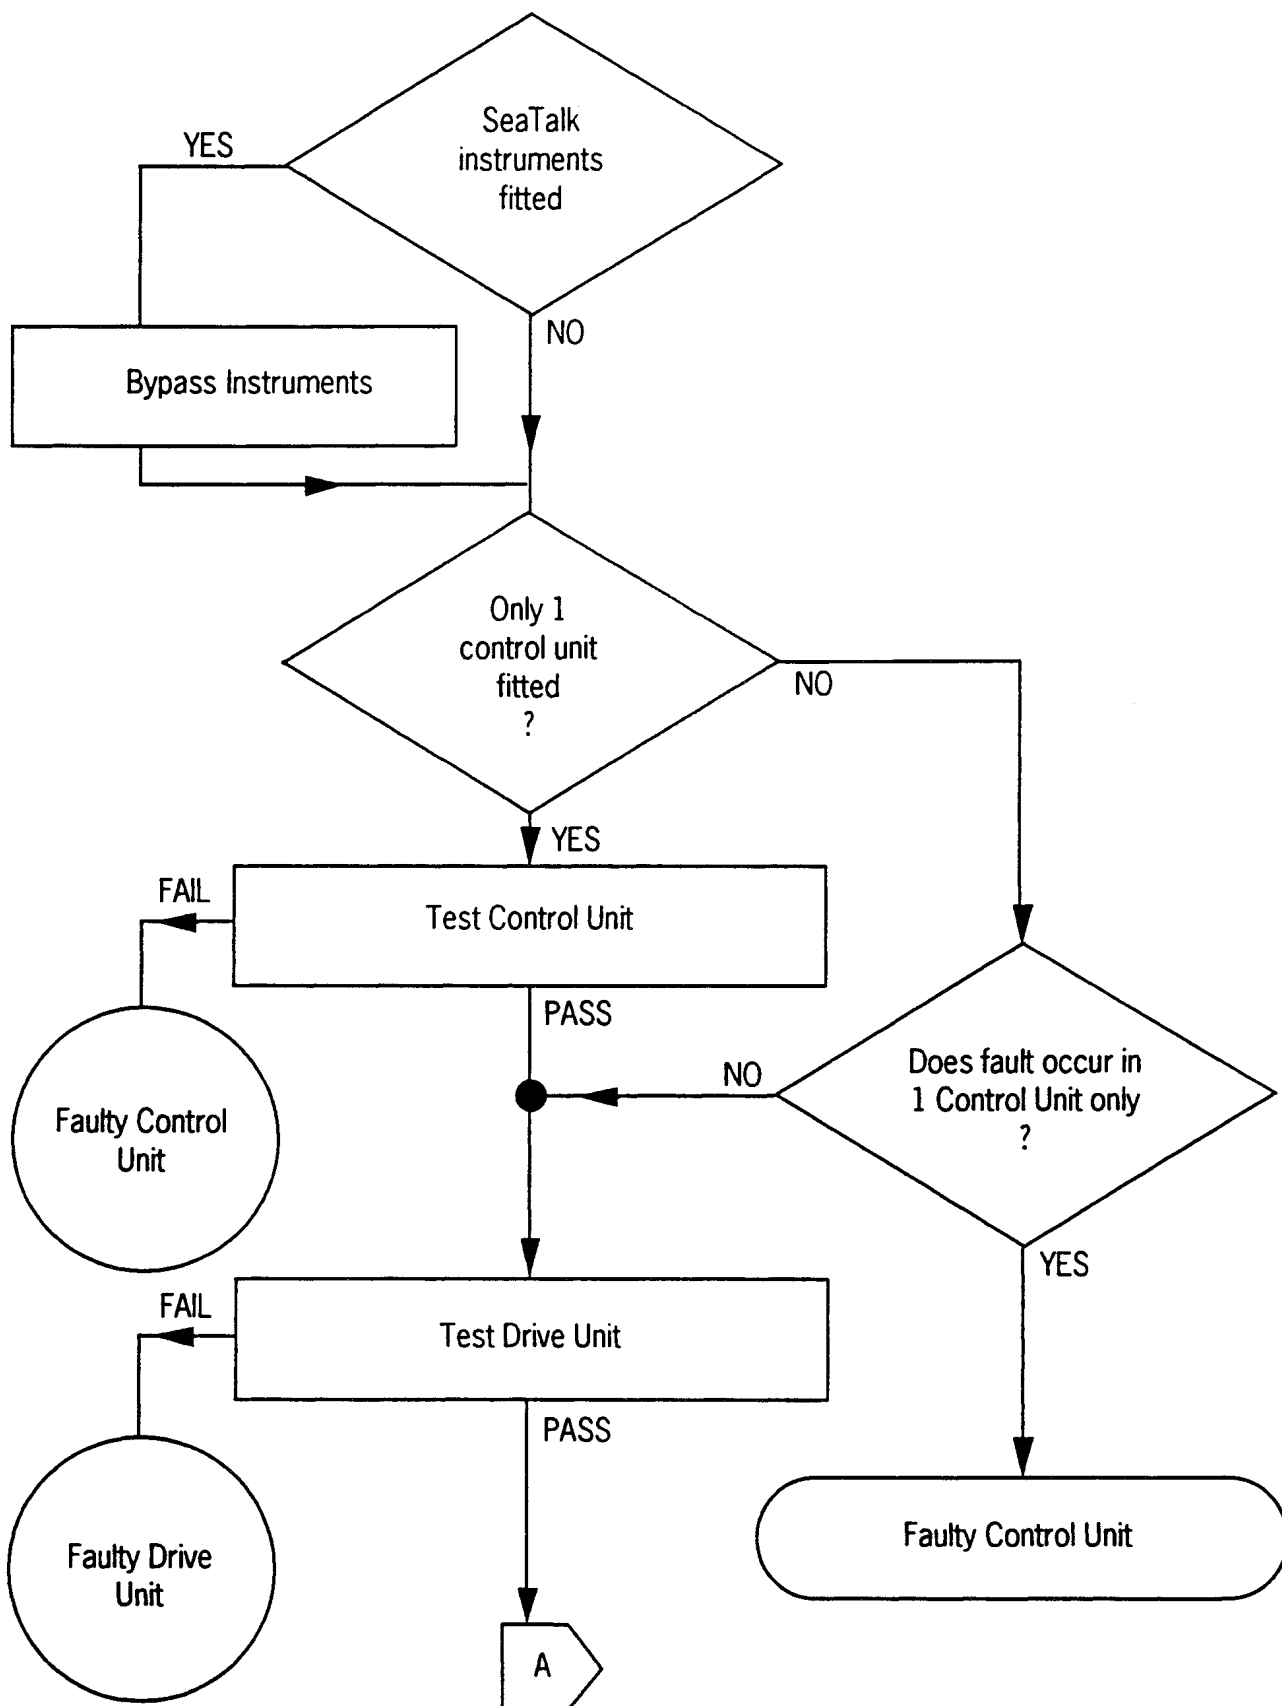 SeaTalk
instruments
fitted
YES
NO
Bypass Instruments
Only 1
control unit
fitted
?
NO
YES
FAIL
Test Control Unit
PASS
Faulty Control
Unit
NO
Does fault occur in
1 Control Unit only
?
YES
FAIL
Test Drive Unit
PASS
Faulty Drive
Unit
Faulty Control Unit
A